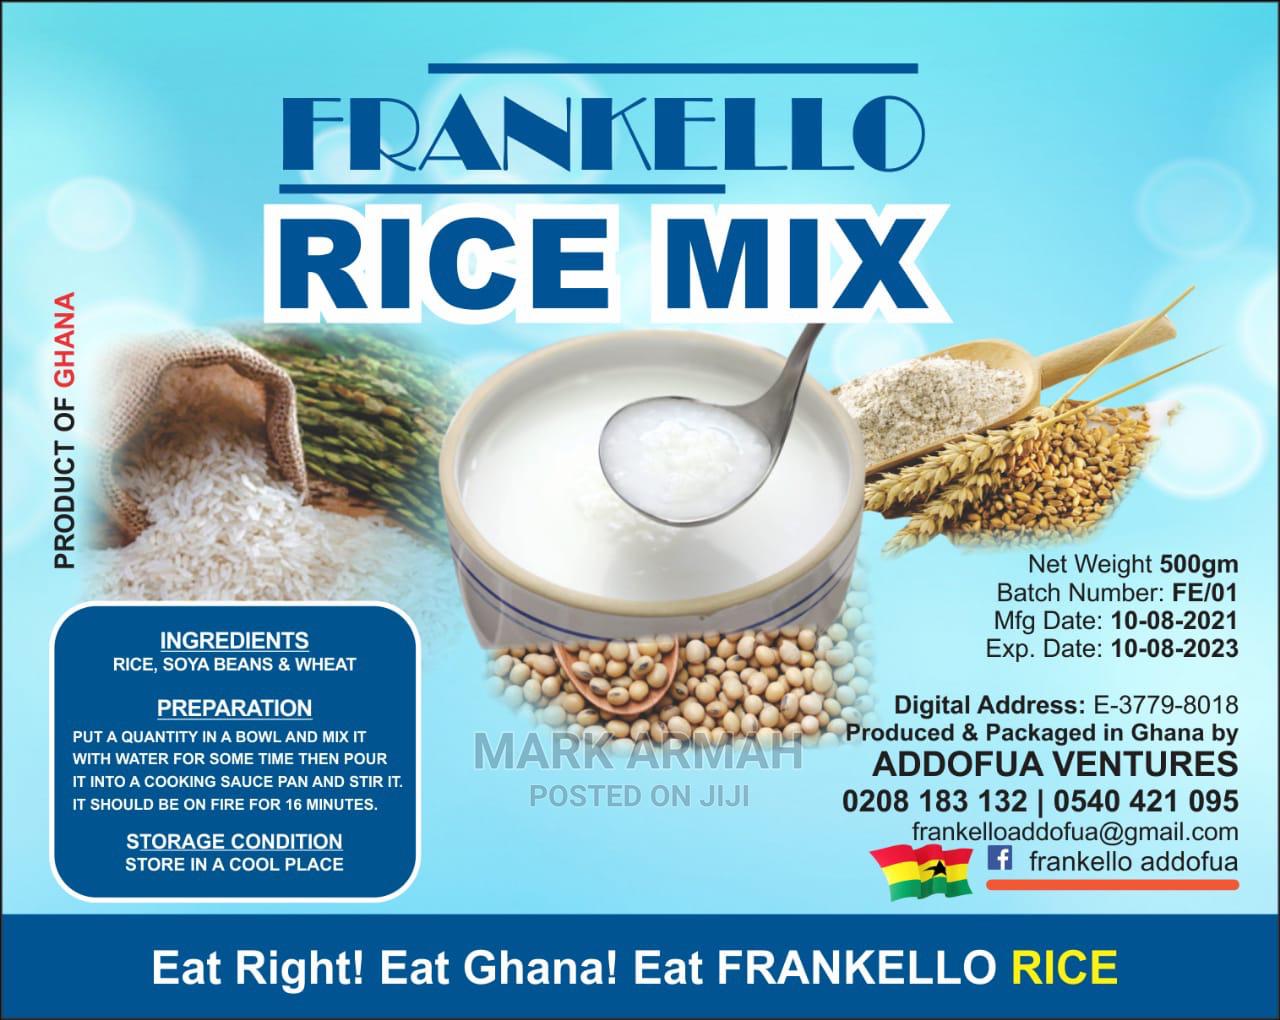 FRANKELLO
RICE MIX
PRODUCT OF GHANA
INGREDIENTS
RICE, SOYA BEANS & WHEAT
PREPARATION
PUT A QUANTITY IN A BOWL AND MIX IT
WITH WATER FOR SOME TIME THEN POUR
IT INTO A COOKING SAUCE PAN AND STIR IT.
IT SHOULD BE ON FIRE FOR 16 MINUTES.
STORAGE CONDITION
STORE IN A COOL PLACE
MARK ARMAH
POSTED ON JIJI
Net Weight 500gm
Batch Number: FE/01
Mfg Date: 10-08-2021
Exp. Date: 10-08-2023
Digital Address: E-3779-8018
Produced & Packaged in Ghana by
ADDOFUA VENTURES
0208 183 132 | 0540 421 095
frankelloaddofua@gmail.com
f frankello addofua
Eat Right! Eat Ghana! Eat FRANKELLO RICE